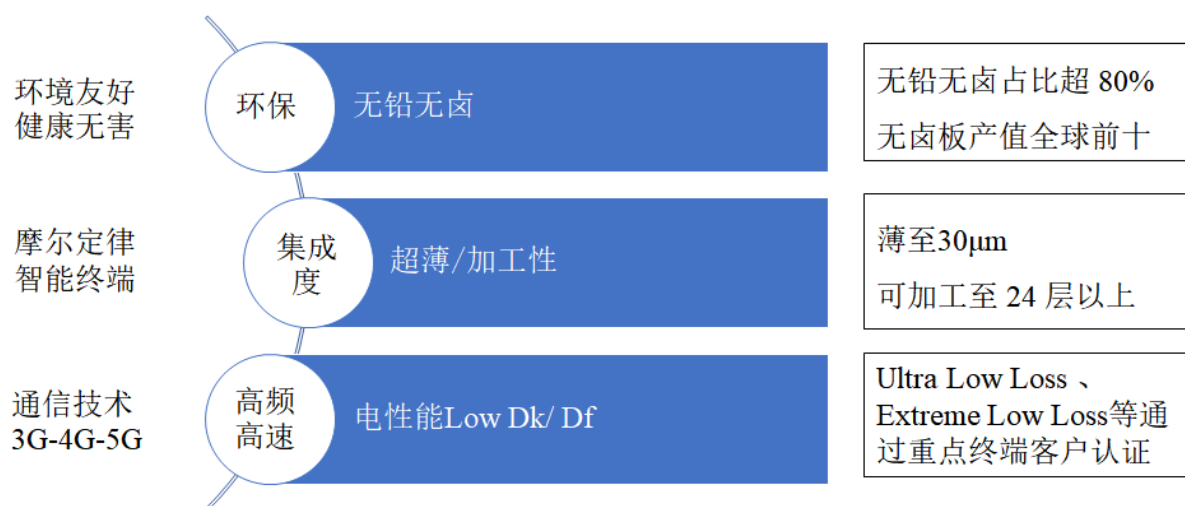 环境友好
健康无害
环保
无铅无卤
无铅无卤占比超 80%
无卤板产值全球前十
摩尔定律
智能终端
集成
度
超薄/加工性
薄至30μm
可加工至 24 层以上
通信技术
3G-4G-5G
高频
高速
电性能Low Dk/ Df
Ultra Low Loss 、
Extreme Low Loss等通
过重点终端客户认证